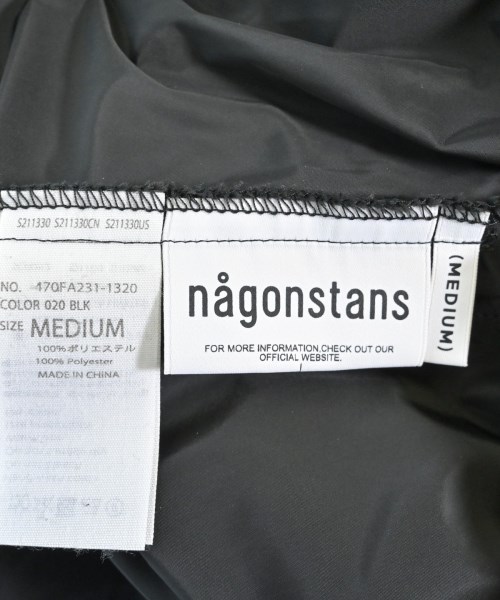 S211330 S211330CN S211330US
NO. 470FA231-1320
COLOR 020 BLK
SIZE MEDIUM
100%ポリエステル
100% Polyester
MADE IN CHINA
någonstans
FOR MORE INFORMATION,CHECK OUT OUR
OFFICIAL WEBSITE.
(MEDIUM)